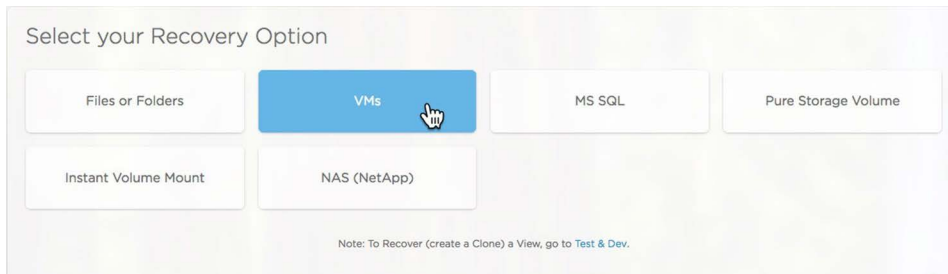 Select your Recovery Option
Files or Folders
VMs
MS SQL
Pure Storage Volume
Instant Volume Mount
NAS (NetApp)
Note: To Recover (create a Clone) a View, go to Test & Dev.